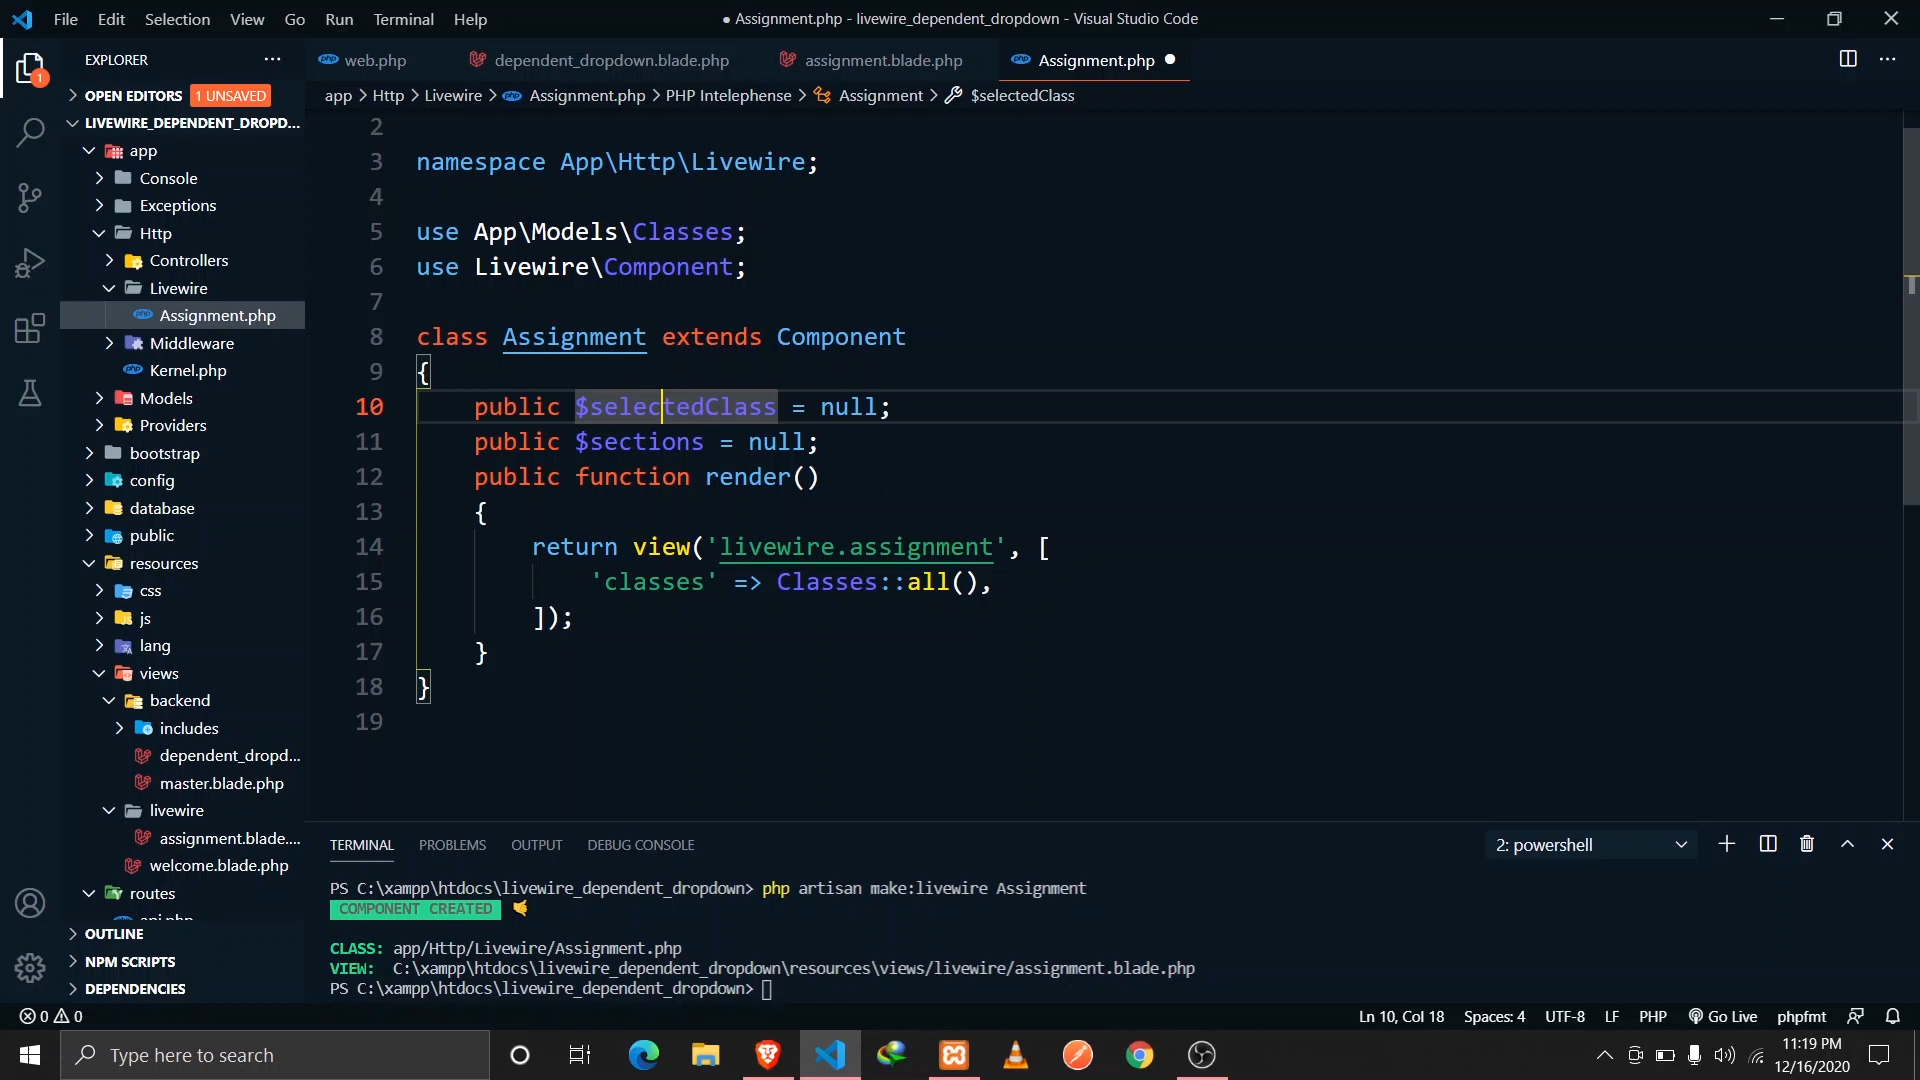 File Edit Selection View Go Run Terminal Help
● Assignment.php - livewire_dependent_dropdown - Visual Studio Code
EXPLORER
web.php
dependent_dropdown.blade.php
assignment.blade.php
Assignment.php
OPEN EDITORS 1 UNSAVED
app > Http > Livewire > Assignment.php > PHP Intelephense > Assignment > $selectedClass
1
LIVEWIRE_DEPENDENT_DROPD...
app
Console
Exceptions
Http
Controllers
Livewire
Assignment.php
Middleware
Kernel.php
Models
Providers
bootstrap
config
database
public
resources
css
js
lang
views
backend
includes
dependent_dropd...
master.blade.php
livewire
assignment.blade....
welcome.blade.php
routes
api.php
OUTLINE
NPM SCRIPTS
DEPENDENCIES
2
3 namespace App\Http\Livewire;
4
5 use App\Models\Classes;
6 use Livewire\Component;
7
8 class Assignment extends Component
9 {
10 public $selectedClass = null;
11 public $sections = null;
12 public function render()
13 {
14 return view('livewire.assignment', [
15 'classes' => Classes::all(),
16 ]);
17 }
18 }
19
TERMINAL PROBLEMS OUTPUT DEBUG CONSOLE
2: powershell
PS C:\xampp\htdocs\livewire_dependent_dropdown> php artisan make:livewire Assignment
COMPONENT CREATED 🤙
CLASS: app/Http/Livewire/Assignment.php
VIEW: C:\xampp\htdocs\livewire_dependent_dropdown\resources\views/livewire/assignment.blade.php
PS C:\xampp\htdocs\livewire_dependent_dropdown>
0 0
Ln 10, Col 18 Spaces: 4 UTF-8 LF PHP Go Live phpfmt
Type here to search
11:19 PM
12/16/2020